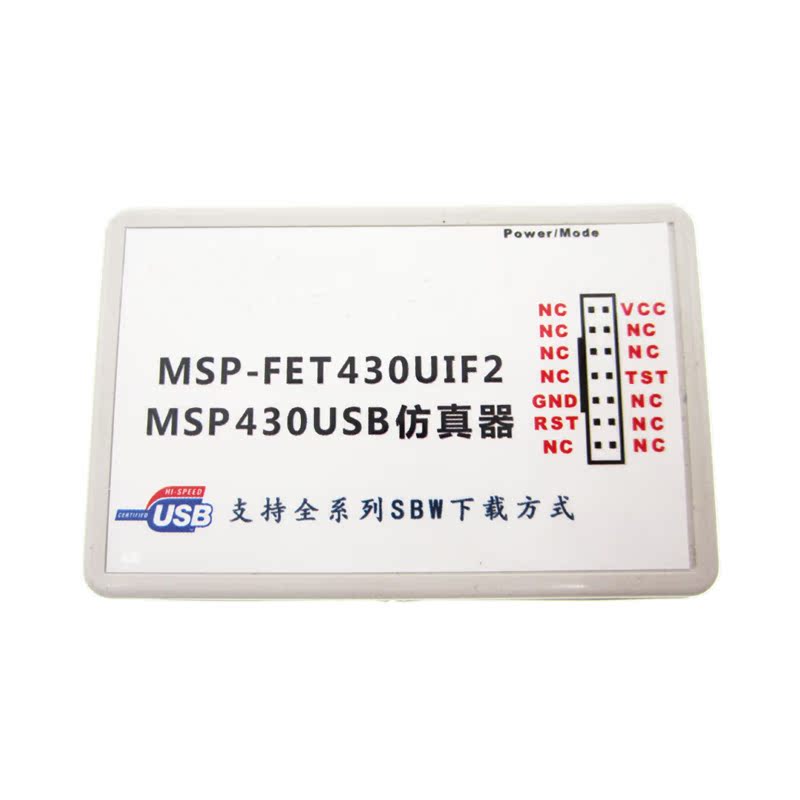 Power/Mode
NC VCC
NC NC
NC NC
NC TST
GND NC
RST NC
NC NC
MSP-FET430UIF2
MSP430USB仿真器
HI-SPEED
CERTIFIED USB
支持全系列SBW下载方式